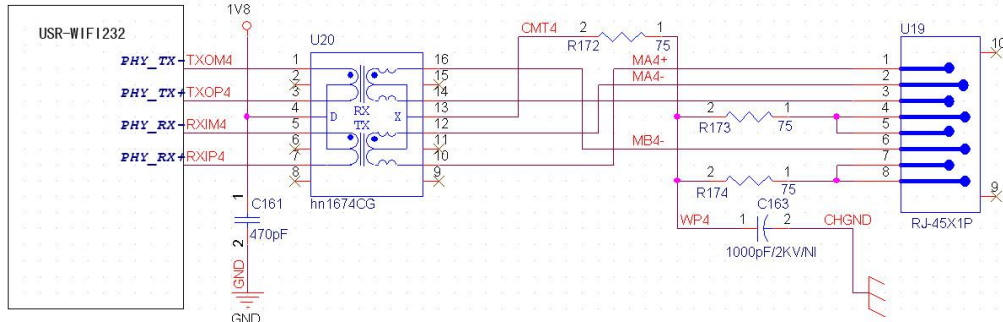 1V8
USR-WIFI232
PHY_TX- TXOM4
PHY_TX+ TXOP4
PHY_RX- RXIM4
PHY_RX+ RXIP4
U20
1 16
2 15
3 14
4 13
5 12
6 11
7 10
8 9
D RX X
TX
hn1674CG
1
C161
470pF
2
GND
GND
CMT4
2 1
R172 75
MA4+
MA4-
MB4-
2 1
R173 75
2 1
R174 75
WP4
C163
1 2
1000pF/2KV/NI
CHGND
U19
10
1
2
3
4
5
6
7
8
9
RJ-45X1P